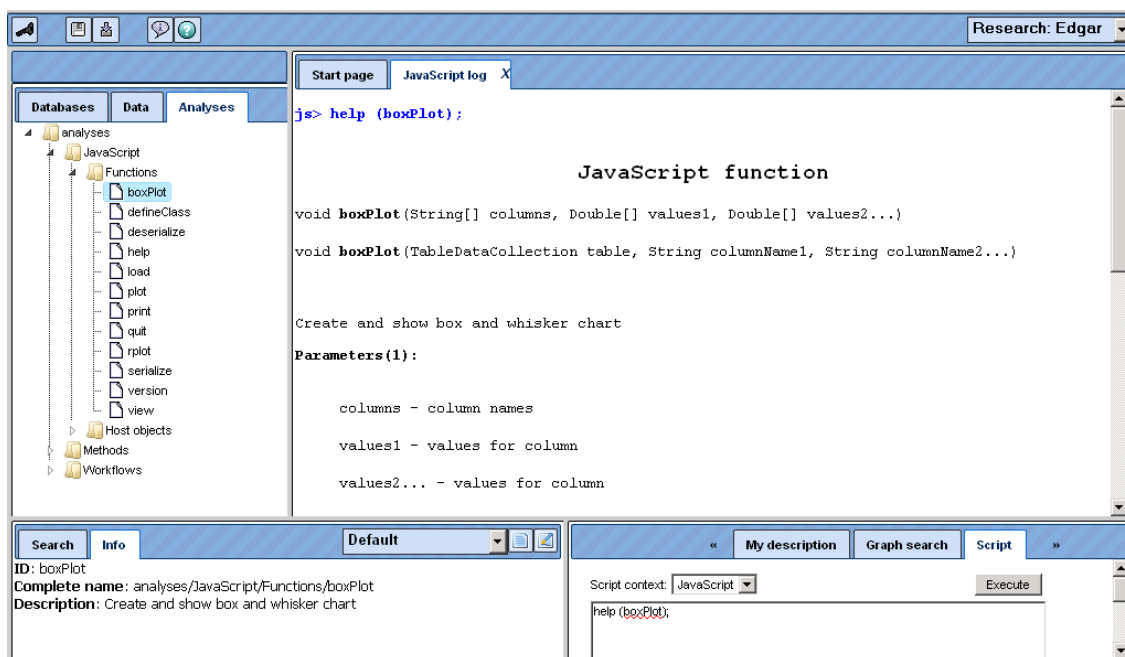 Research: Edgar
Databases Data Analyses
analyses
JavaScript
Functions
boxPlot
defineClass
deserialize
help
load
plot
print
quit
rplot
serialize
version
view
Host objects
Methods
Workflows
Start page JavaScript log X
js> help (boxPlot);
JavaScript function
void boxPlot(String[] columns, Double[] values1, Double[] values2...)
void boxPlot(TableDataCollection table, String columnName1, String columnName2...)
Create and show box and whisker chart
Parameters(1):
columns - column names
values1 - values for column
values2... - values for column
Search Info Default
ID: boxPlot
Complete name: analyses/JavaScript/Functions/boxPlot
Description: Create and show box and whisker chart
« My description Graph search Script »
Script context: JavaScript Execute
help (boxPlot);